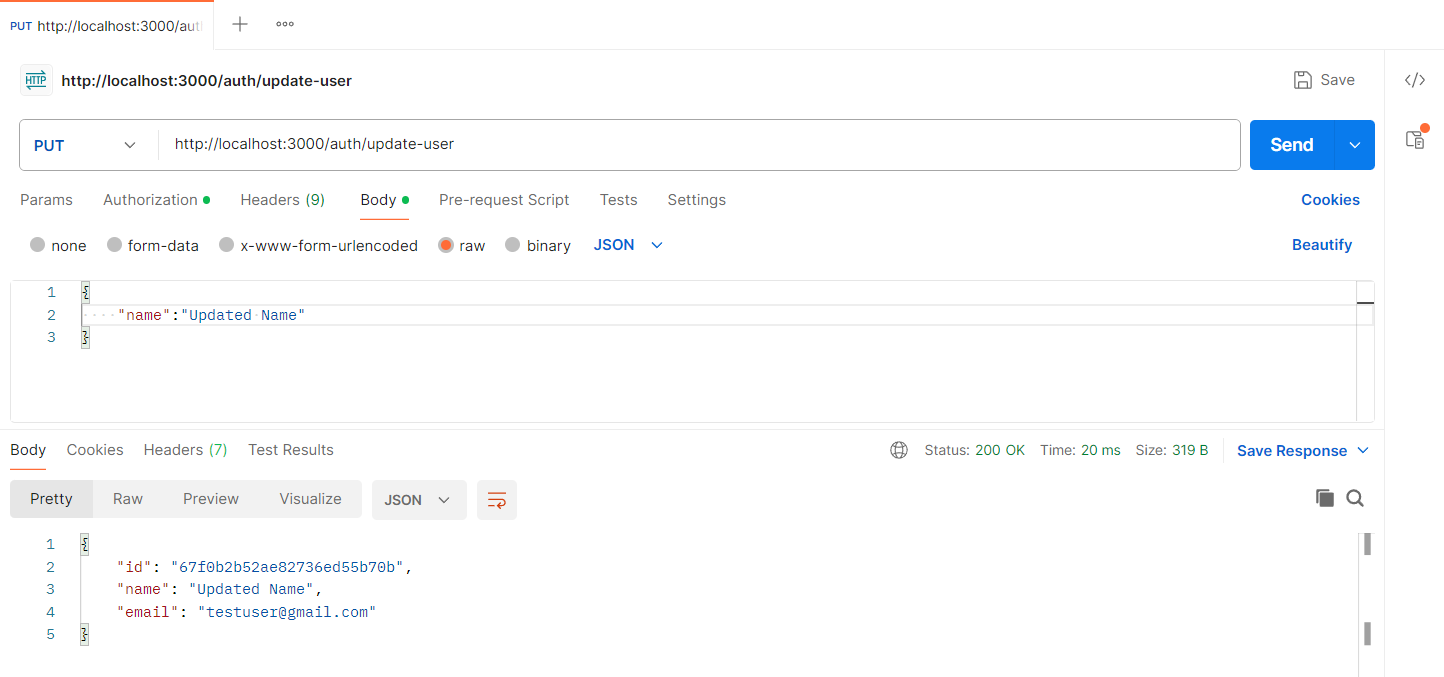 PUT http://localhost:3000/aut
HTTP http://localhost:3000/auth/update-user Save </>
PUT http://localhost:3000/auth/update-user Send
Params Authorization Headers (9) Body Pre-request Script Tests Settings Cookies
none form-data x-www-form-urlencoded raw binary JSON Beautify
1 {
2 "name":"Updated Name"
3 }
Body Cookies Headers (7) Test Results Status: 200 OK Time: 20 ms Size: 319 B Save Response
Pretty Raw Preview Visualize JSON
1 {
2 "id": "67f0b2b52ae82736ed55b70b",
3 "name": "Updated Name",
4 "email": "testuser@gmail.com"
5 }